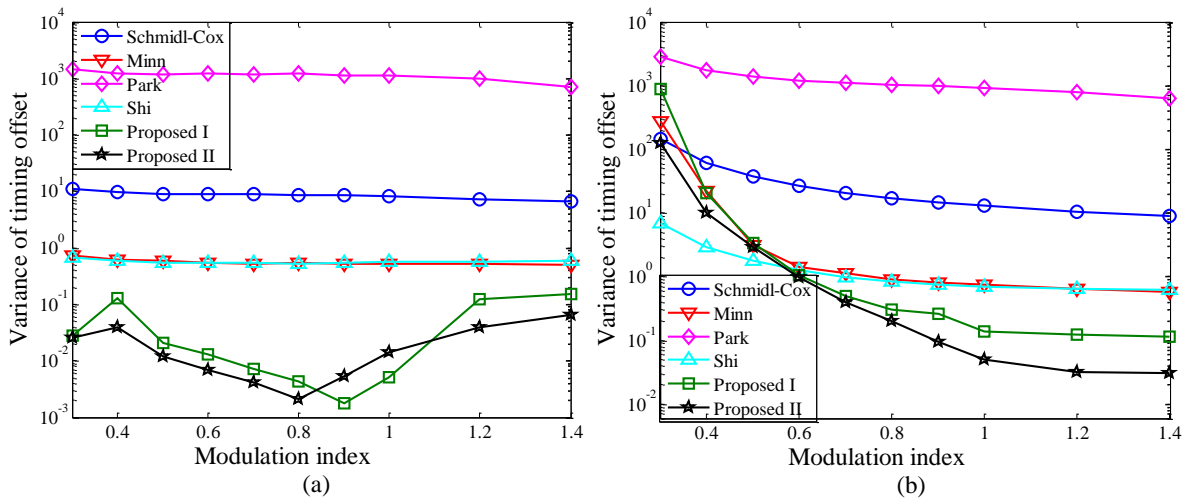 Variance of timing offset
10^4
10^3
10^2
10^1
10^0
10^-1
10^-2
10^-3
Schmidl-Cox
Minn
Park
Shi
Proposed I
Proposed II
0.4
0.6
0.8
1
1.2
1.4
Modulation index
(a)
Variance of timing offset
10^4
10^3
10^2
10^1
10^0
10^-1
10^-2
Schmidl-Cox
Minn
Park
Shi
Proposed I
Proposed II
0.4
0.6
0.8
1
1.2
1.4
Modulation index
(b)